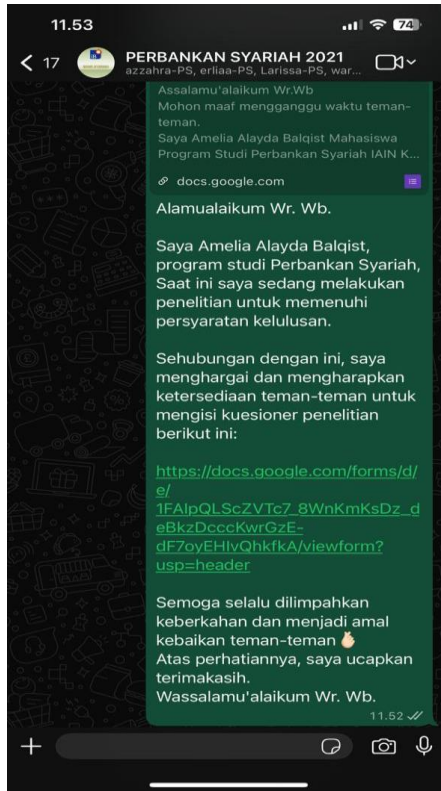 11.53
74
17
PERBANKAN SYARIAH 2021
azzahra-PS, erliaa-PS, Larissa-PS, war...
Assalamu'alaikum Wr.Wb
Mohon maaf mengganggu waktu teman-
teman.
Saya Amelia Alayda Balqist Mahasiswa
Program Studi Perbankan Syariah IAIN K...
docs.google.com
Alamualaikum Wr. Wb.
Saya Amelia Alayda Balqist,
program studi Perbankan Syariah,
Saat ini saya sedang melakukan
penelitian untuk memenuhi
persyaratan kelulusan.
Sehubungan dengan ini, saya
menghargai dan mengharapkan
ketersediaan teman-teman untuk
mengisi kuesioner penelitian
berikut ini:
https://docs.google.com/forms/d/
e/
1FAIpQLScZVTc7_8WnKmKsDz_d
eBkzDcccKwrGzE-
dF7oyEHIvQhkfkA/viewform?
usp=header
Semoga selalu dilimpahkan
keberkahan dan menjadi amal
kebaikan teman-teman 🫰🏻
Atas perhatiannya, saya ucapkan
terimakasih.
Wassalamu'alaikum Wr. Wb.
11.52